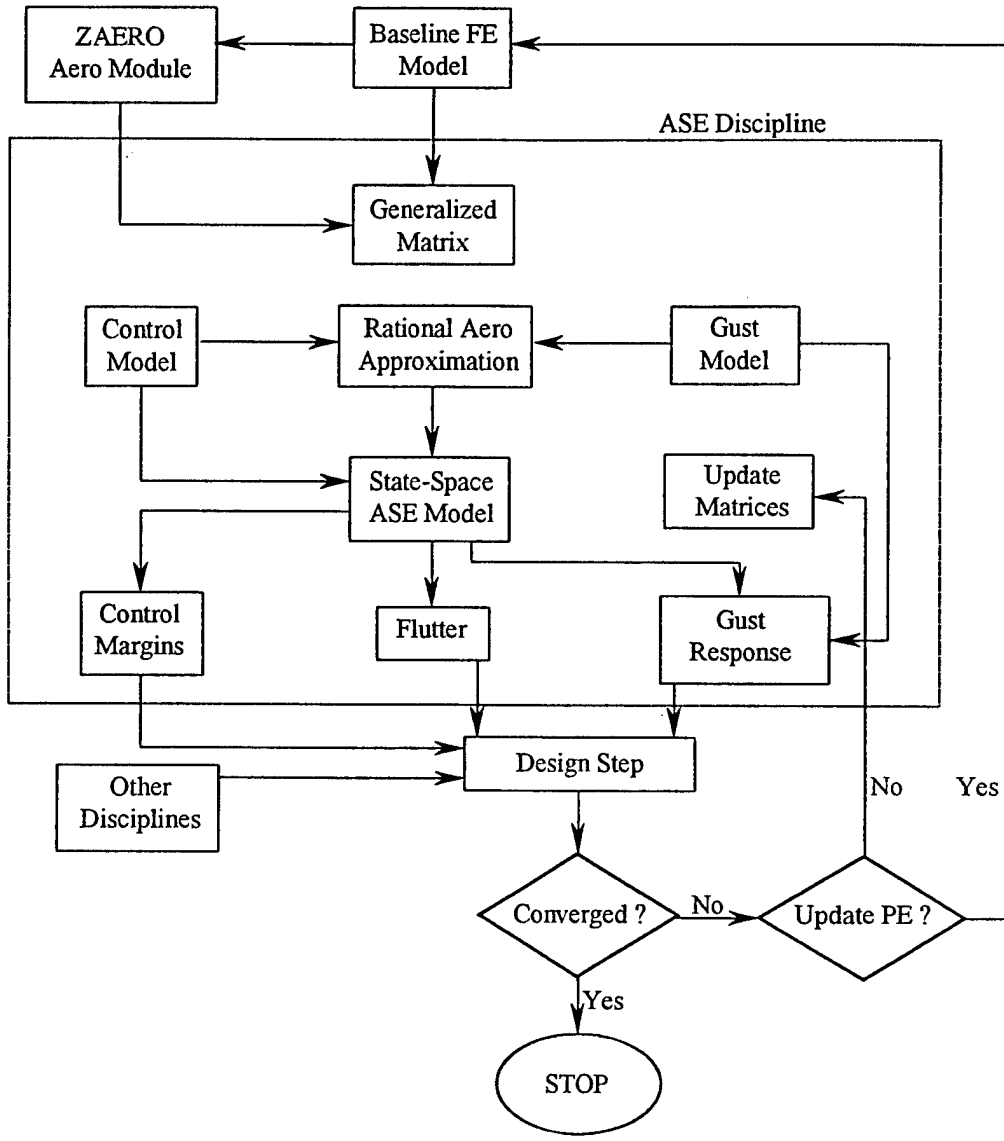 ZAERO
Aero Module
Baseline FE
Model
ASE Discipline
Generalized
Matrix
Control
Model
Rational Aero
Approximation
Gust
Model
State-Space
ASE Model
Update
Matrices
Control
Margins
Flutter
Gust
Response
Design Step
Other
Disciplines
No
Yes
Converged ?
No
Update PE ?
Yes
STOP